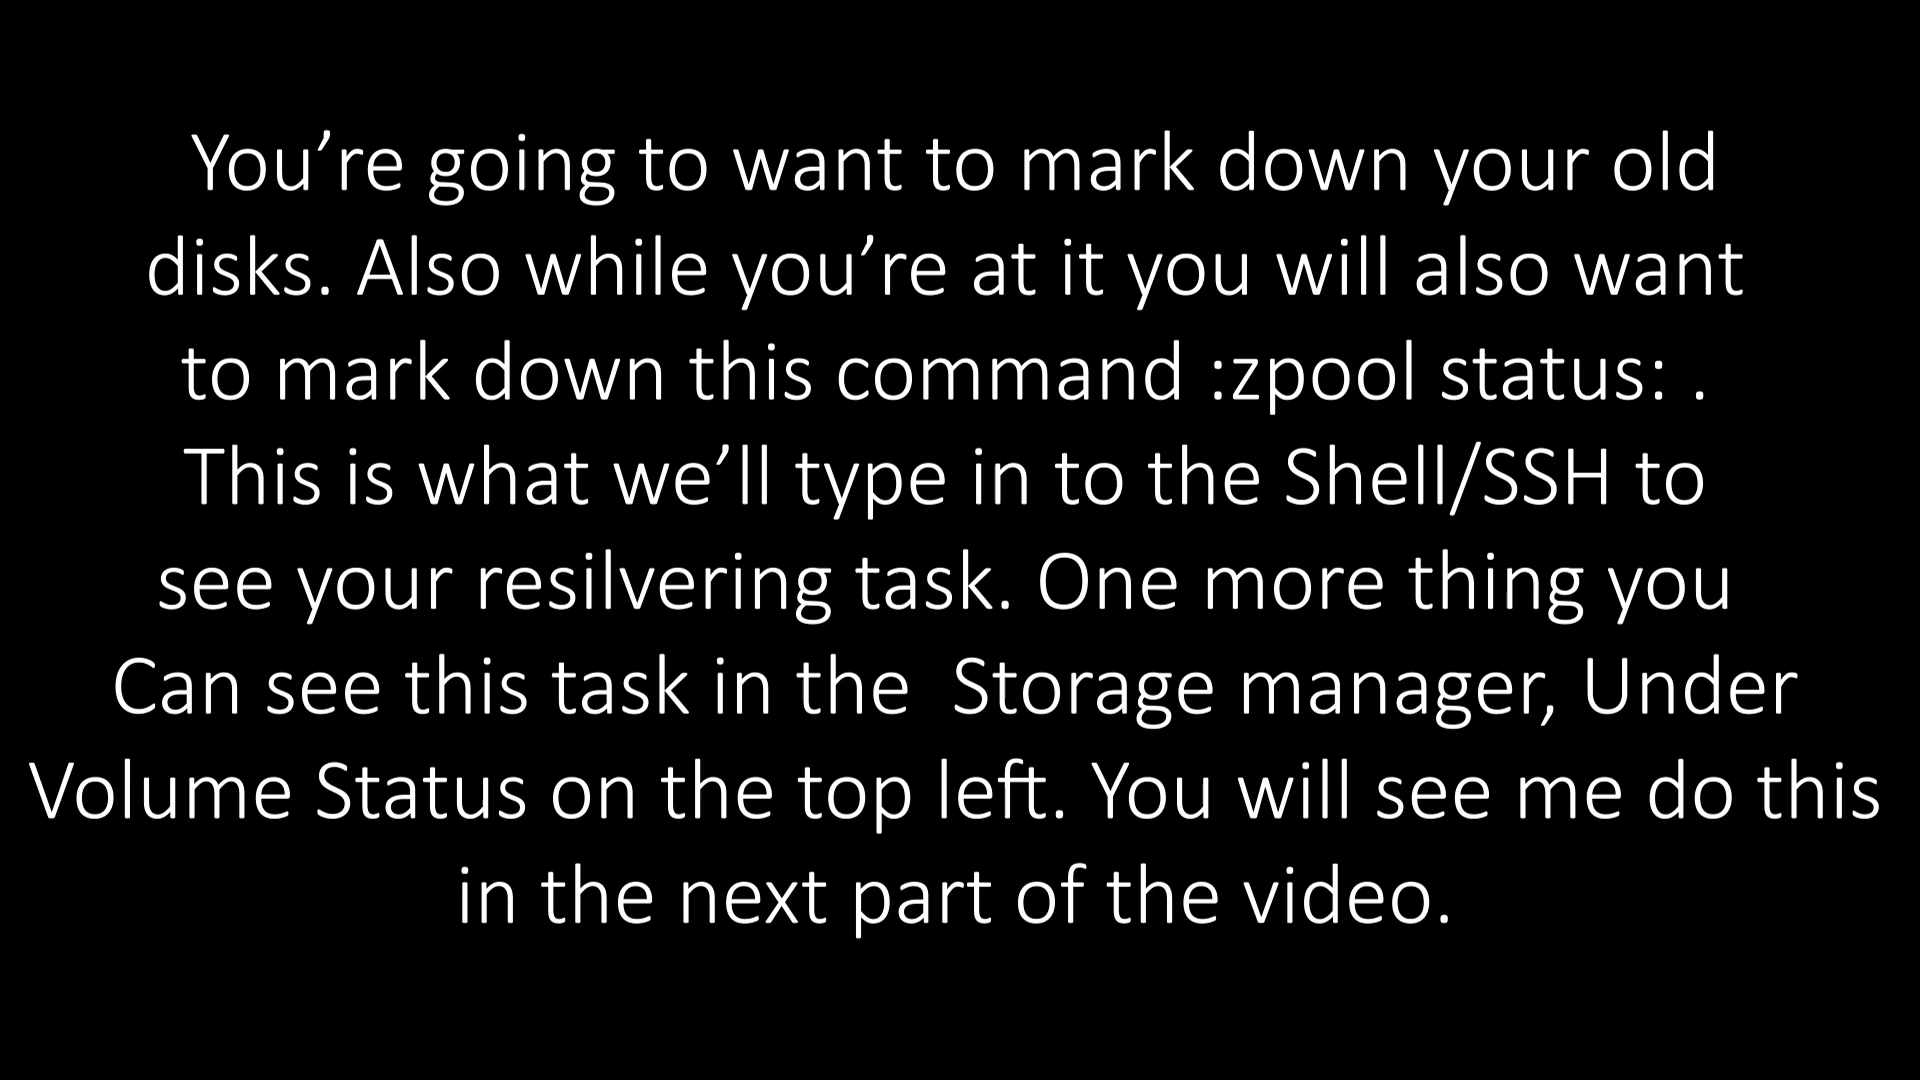 You’re going to want to mark down your old
disks. Also while you’re at it you will also want
to mark down this command :zpool status: .
This is what we’ll type in to the Shell/SSH to
see your resilvering task. One more thing you
Can see this task in the  Storage manager, Under
Volume Status on the top left. You will see me do this
in the next part of the video.